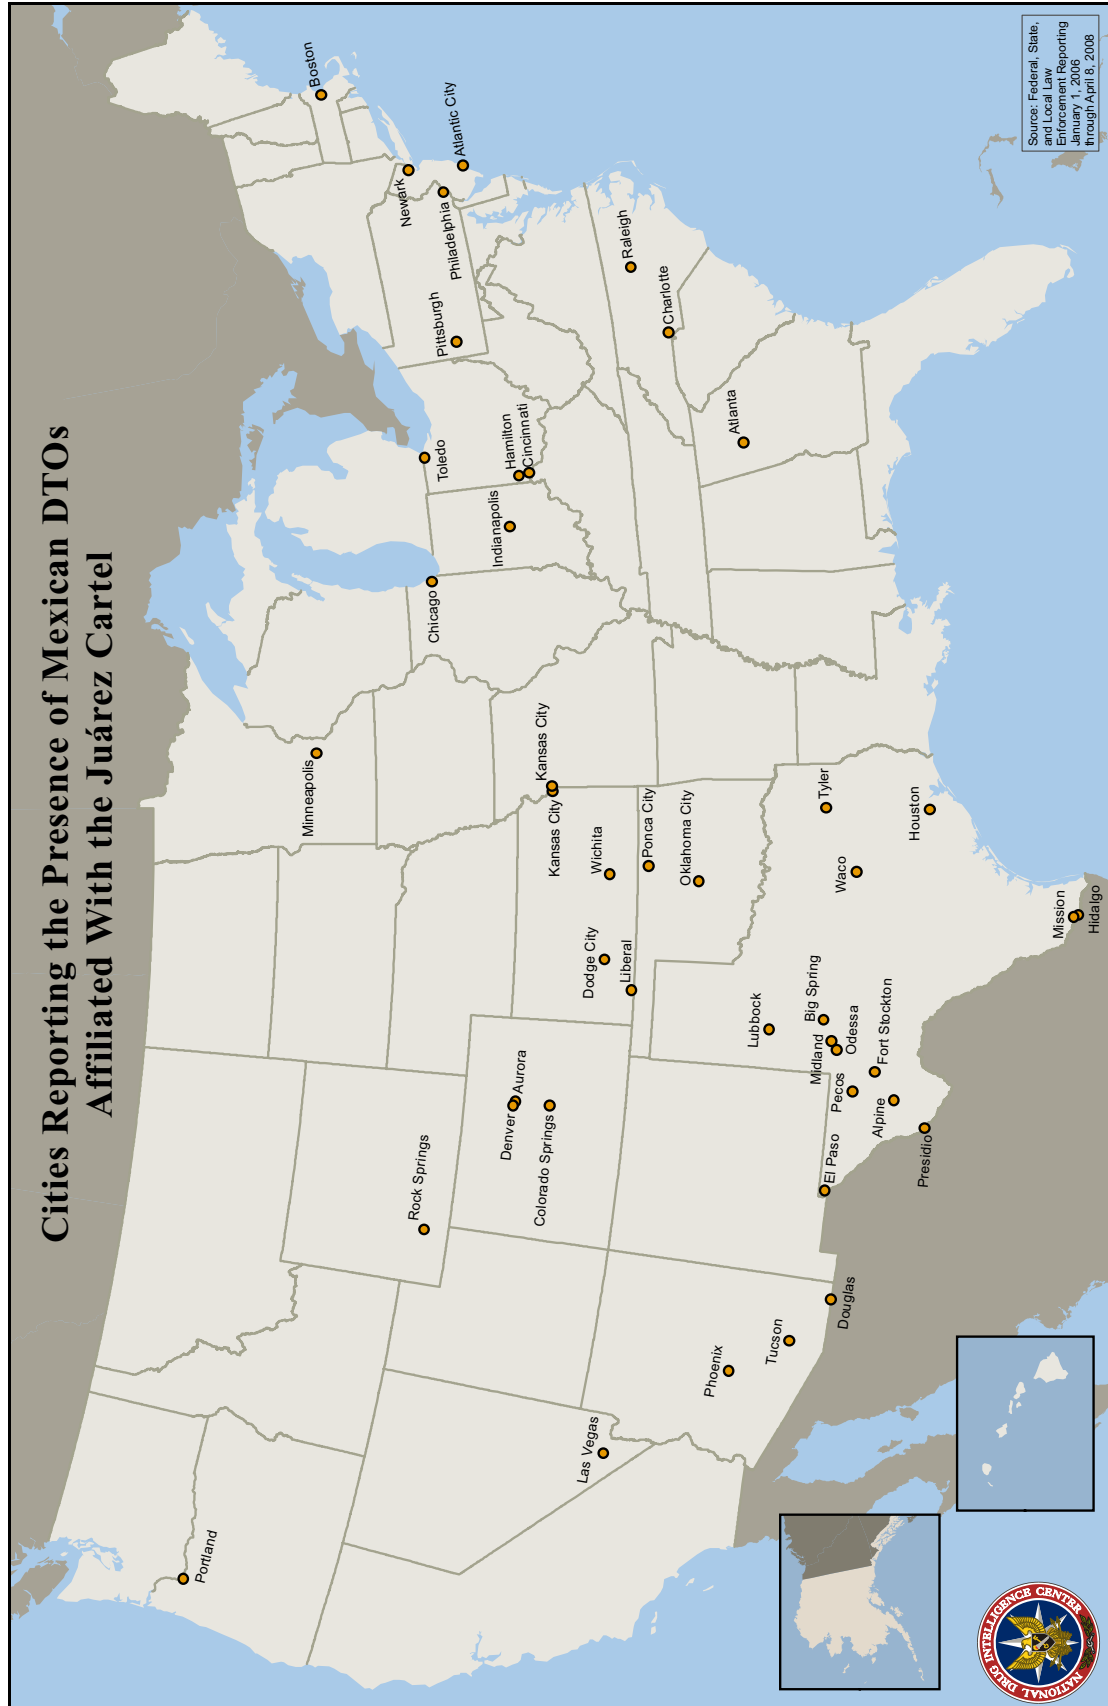 Cities Reporting the Presence of Mexican DTOs
Affiliated With the Juárez Cartel
Portland
Minneapolis
Boston
Newark
Atlantic City
Philadelphia
Pittsburgh
Toledo
Rock Springs
Chicago
Indianapolis
Hamilton
Cincinnati
Denver
Aurora
Colorado Springs
Kansas City
Kansas City
Las Vegas
Dodge City
Wichita
Liberal
Ponca City
Oklahoma City
Raleigh
Charlotte
Atlanta
Phoenix
Tucson
Douglas
Lubbock
El Paso
Big Spring
Midland
Odessa
Pecos
Fort Stockton
Alpine
Presidio
Tyler
Waco
Houston
Mission
Hidalgo
NATIONAL DRUG INTELLIGENCE CENTER
Source: Federal, State,
and Local Law
Enforcement Reporting
January 1, 2006
through April 8, 2008